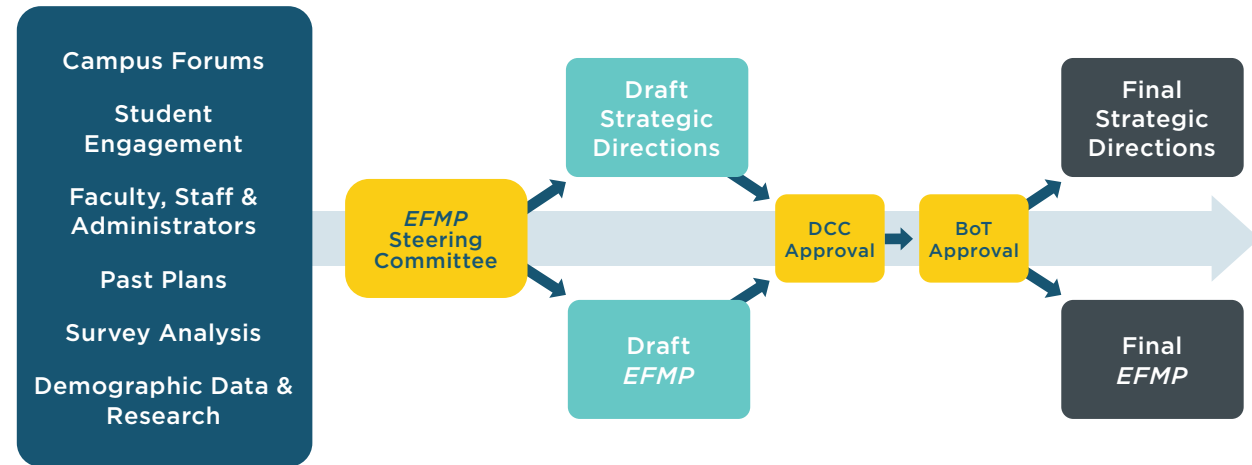 Campus Forums
Student
Engagement
Faculty, Staff &
Administrators
Past Plans
Survey Analysis
Demographic Data &
Research
EFMP
Steering
Committee
Draft
Strategic
Directions
Draft
EFMP
DCC
Approval
BoT
Approval
Final
Strategic
Directions
Final
EFMP